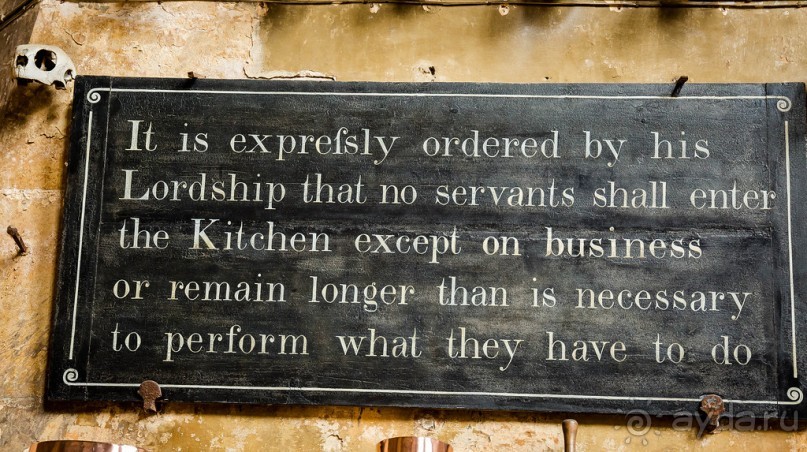 It is expreſsly ordered by his
Lordship that no servants shall enter
the Kitchen except on business
or remain longer than is necessary
to perform what they have to do
ayda.ru